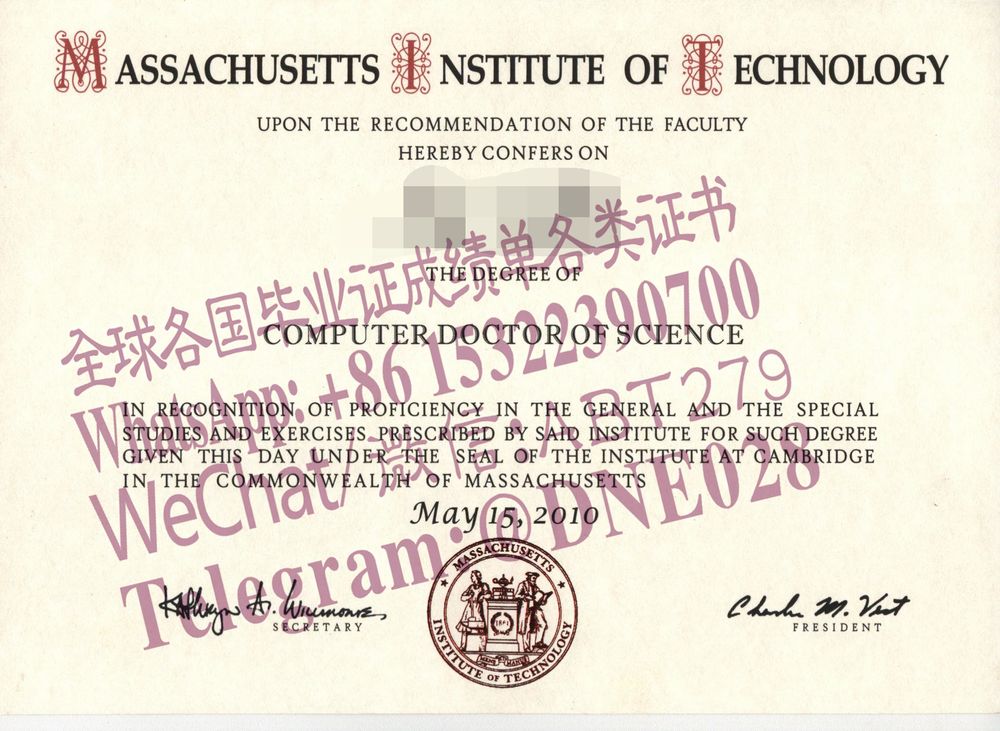 MASSACHUSETTS INSTITUTE OF TECHNOLOGY
UPON THE RECOMMENDATION OF THE FACULTY
HEREBY CONFERS ON
THE DEGREE OF
COMPUTER DOCTOR OF SCIENCE
IN RECOGNITION OF PROFICIENCY IN THE GENERAL AND THE SPECIAL
STUDIES AND EXERCISES PRESCRIBED BY SAID INSTITUTE FOR SUCH DEGREE
GIVEN THIS DAY UNDER THE SEAL OF THE INSTITUTE AT CAMBRIDGE
IN THE COMMONWEALTH OF MASSACHUSETTS
May 15, 2010
全球各国毕业证成绩单各类证书
WhatsApp: +86 15322390700
WeChat/微信: ABT279
Telegram: @DNE028
MASSACHUSETTS
INSTITUTE OF TECHNOLOGY
1861
MENS MANUS
SECRETARY
Charles M. Vest
PRESIDENT